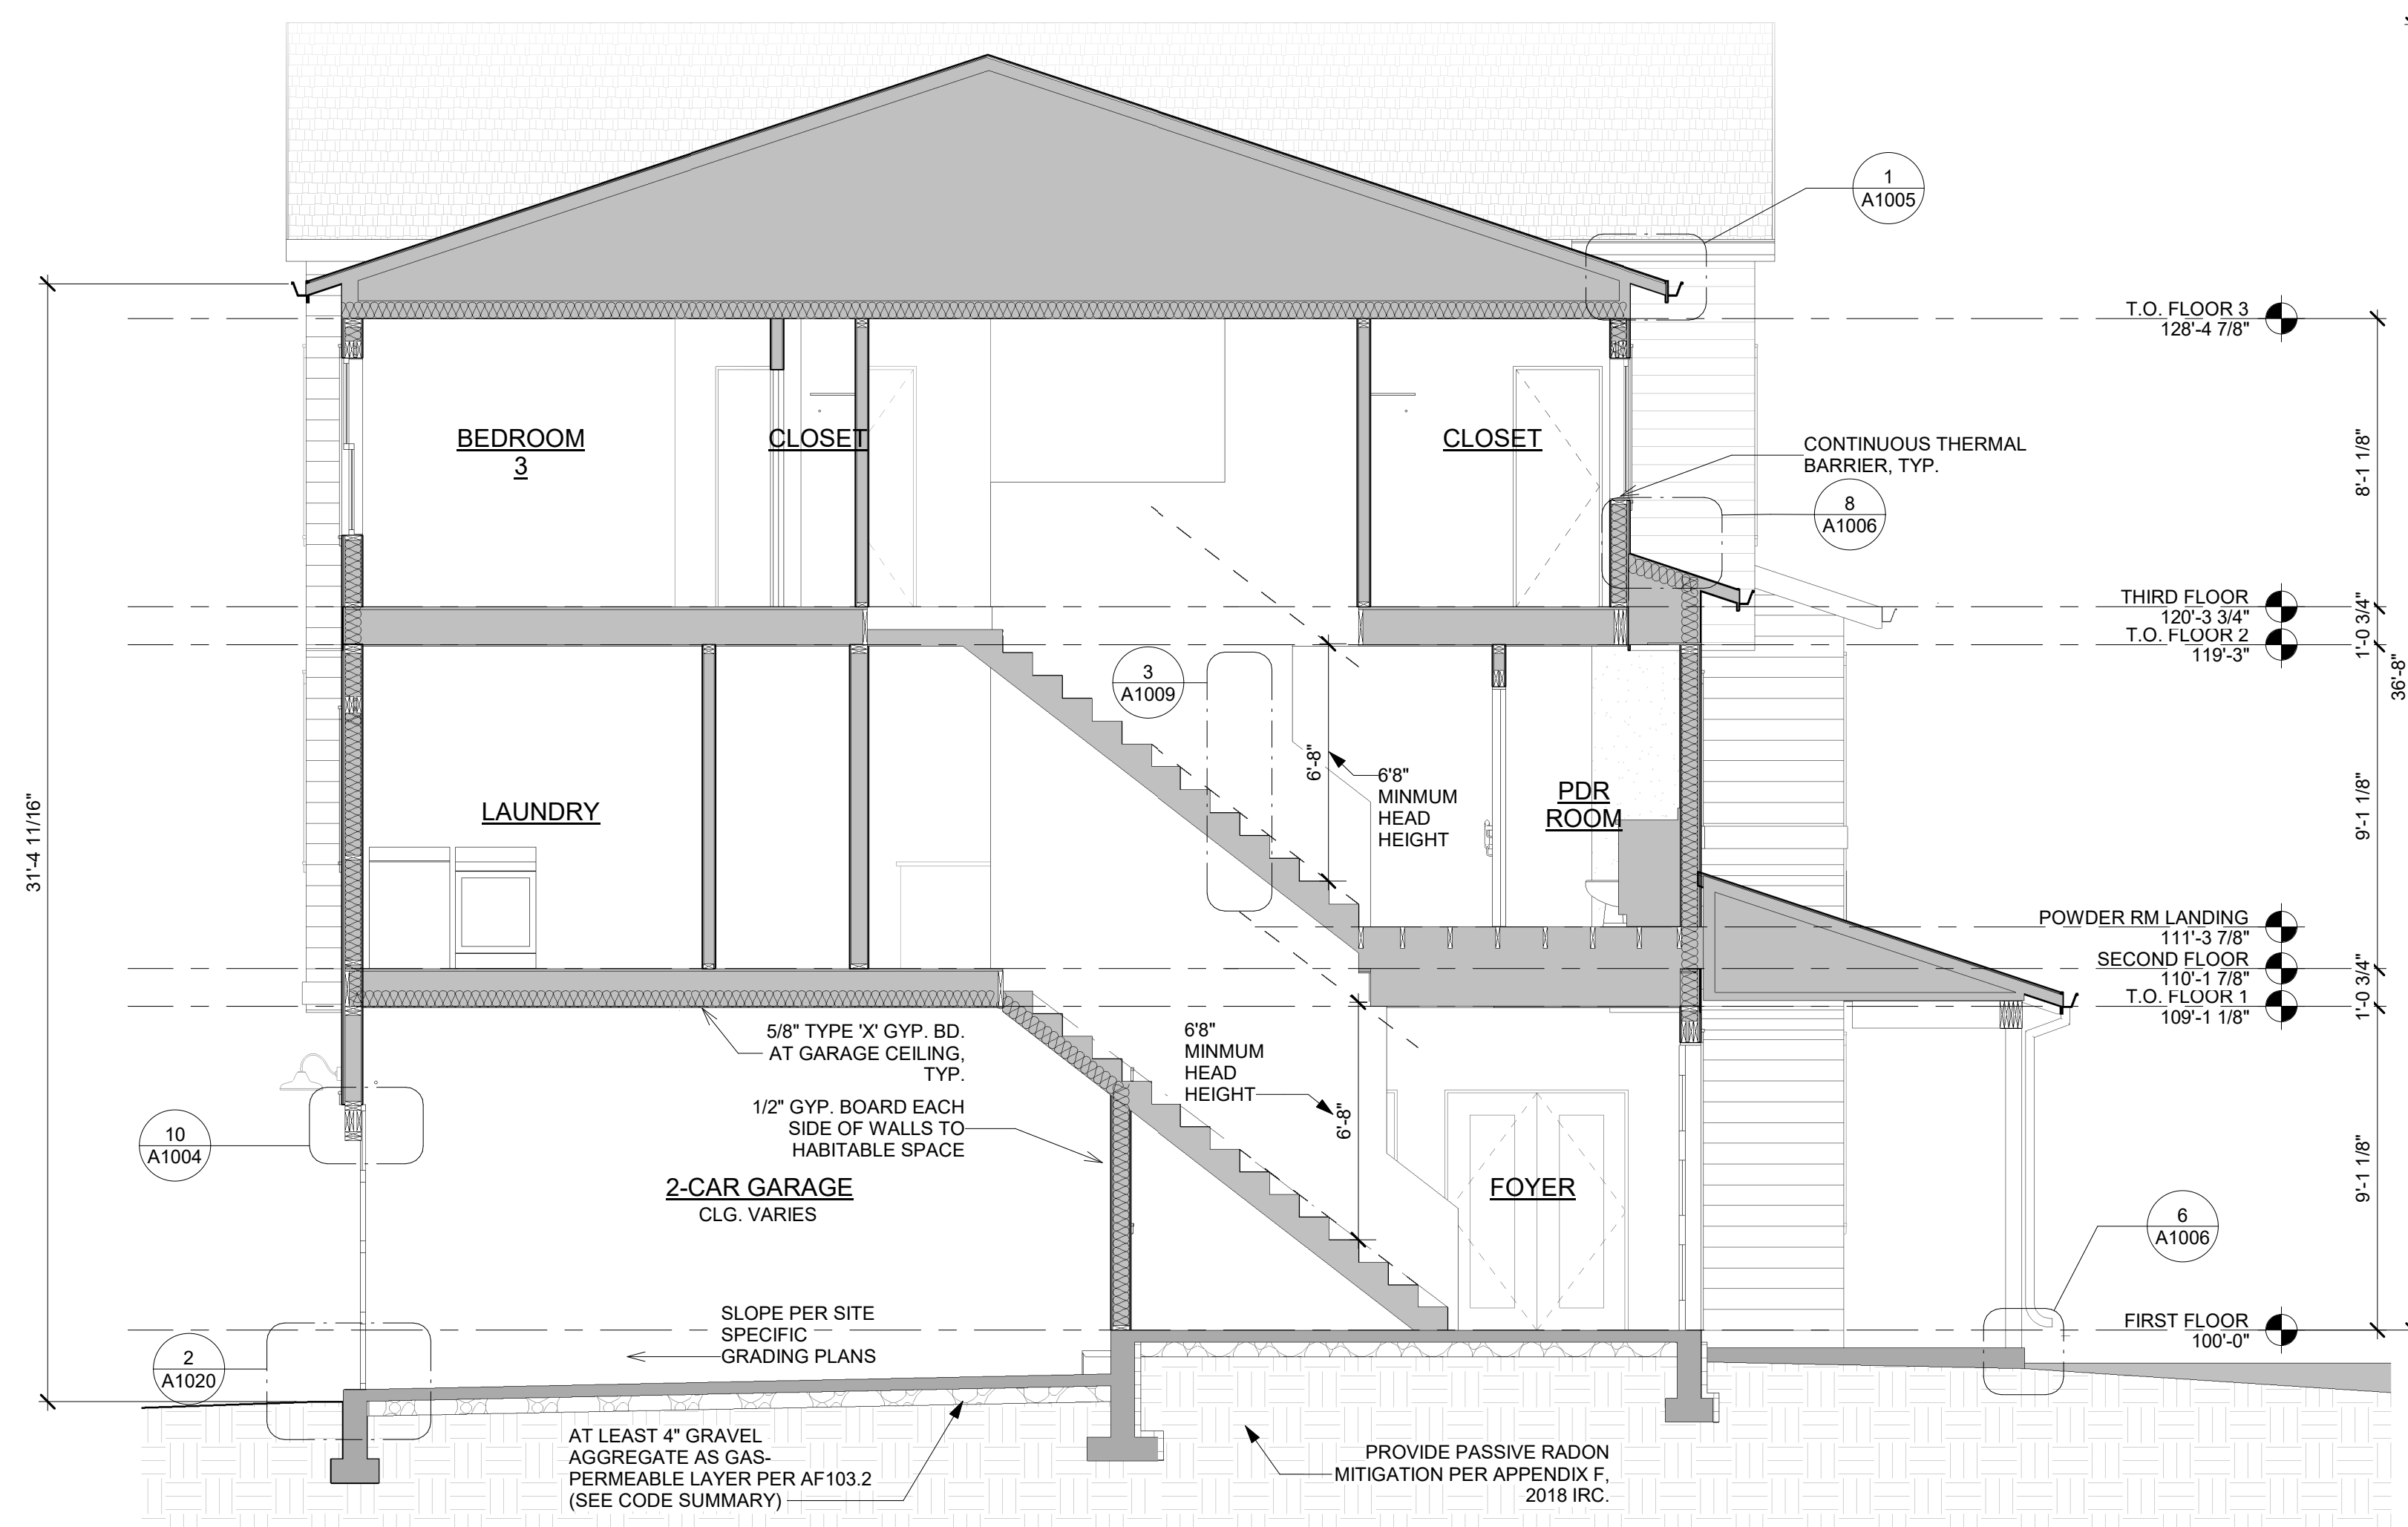 1
A1005
T.O. FLOOR 3
128'-4 7/8"
BEDROOM
3
CLOSET
CLOSET
CONTINUOUS THERMAL
BARRIER, TYP.
8
A1006
8'-1 1/8"
THIRD FLOOR
120'-3 3/4"
T.O. FLOOR 2
119'-3"
1'-0 3/4"
36'-8"
3
A1009
6'-8"
6'8"
MINMUM
HEAD
HEIGHT
LAUNDRY
PDR
ROOM
31'-4 11/16"
9'-1 1/8"
POWDER RM LANDING
111'-3 7/8"
SECOND FLOOR
110'-1 7/8"
T.O. FLOOR 1
109'-1 1/8"
1'-0 3/4"
5/8" TYPE 'X' GYP. BD.
AT GARAGE CEILING,
TYP.
6'8"
MINMUM
HEAD
HEIGHT
6'-8"
1/2" GYP. BOARD EACH
SIDE OF WALLS TO
HABITABLE SPACE
10
A1004
2-CAR GARAGE
CLG. VARIES
FOYER
9'-1 1/8"
6
A1006
SLOPE PER SITE
SPECIFIC
GRADING PLANS
FIRST FLOOR
100'-0"
2
A1020
AT LEAST 4" GRAVEL
AGGREGATE AS GAS-
PERMEABLE LAYER PER AF103.2
(SEE CODE SUMMARY)
PROVIDE PASSIVE RADON
MITIGATION PER APPENDIX F,
2018 IRC.